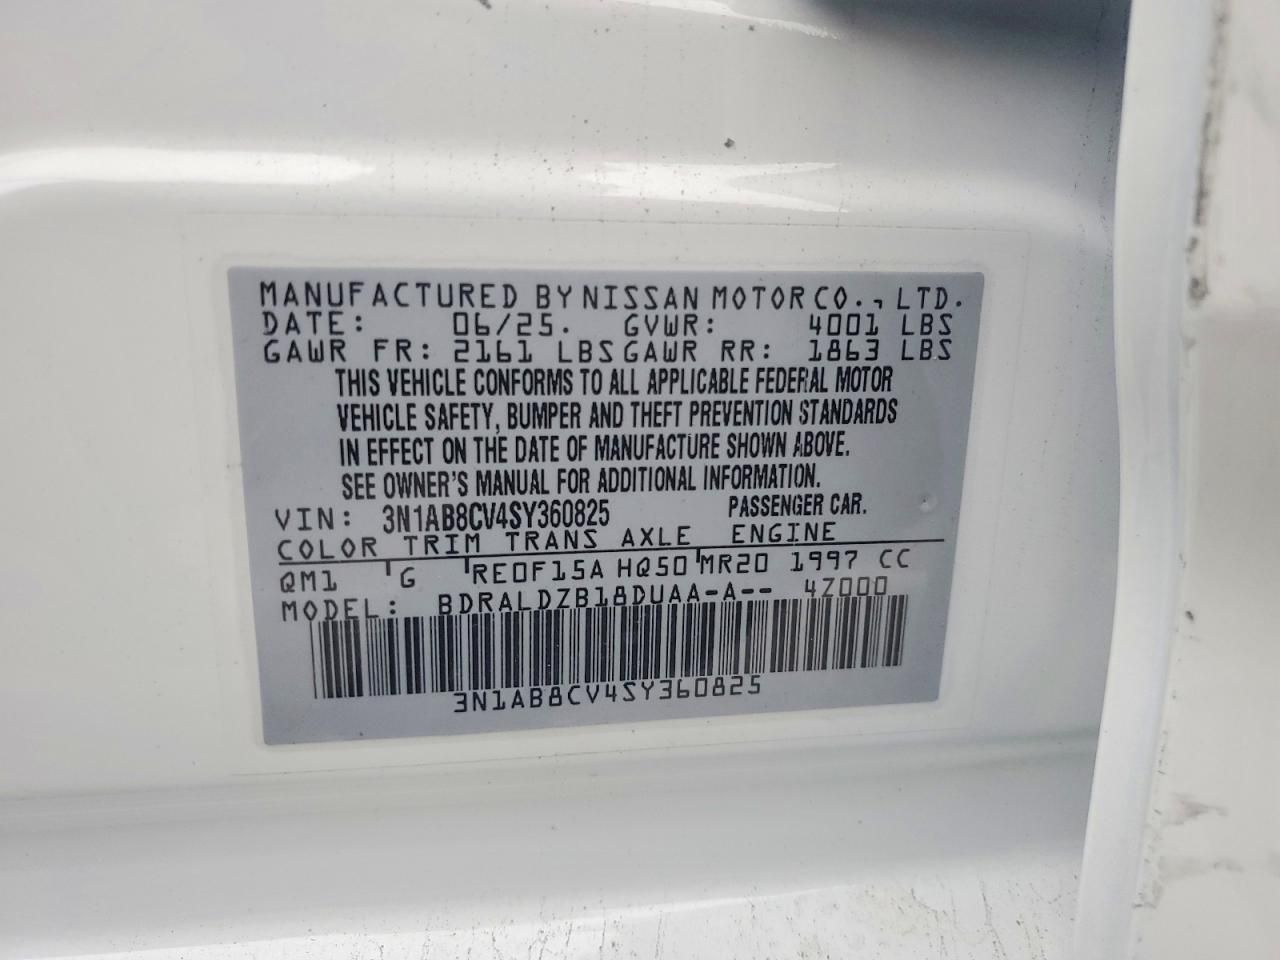 MANUFACTURED BY NISSAN MOTOR CO., LTD.
DATE: 06/25. GVWR: 4001 LBS
GAWR FR: 2161 LBS GAWR RR: 1863 LBS
THIS VEHICLE CONFORMS TO ALL APPLICABLE FEDERAL MOTOR
VEHICLE SAFETY, BUMPER AND THEFT PREVENTION STANDARDS
IN EFFECT ON THE DATE OF MANUFACTURE SHOWN ABOVE.
SEE OWNER'S MANUAL FOR ADDITIONAL INFORMATION.
VIN: 3N1AB8CV4SY360825 PASSENGER CAR.
COLOR TRIM TRANS AXLE ENGINE
QM1 G RE0F15A HQ50 MR20 1997 CC
MODEL: BDRALDZB18DUAA-A-- 4Z000
3N1AB8CV4SY360825